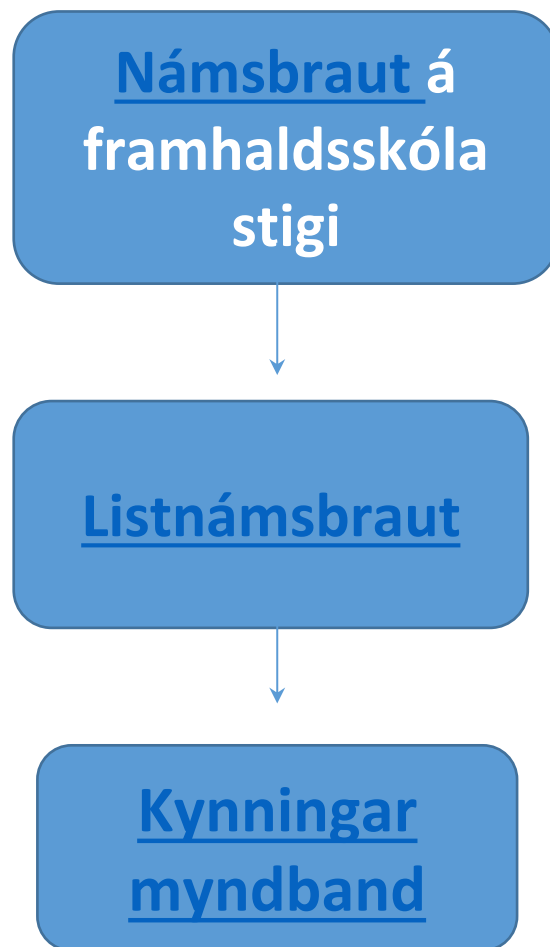 Námsbraut á
framhaldsskóla
stigi
Listnámsbraut
Kynningar
myndband